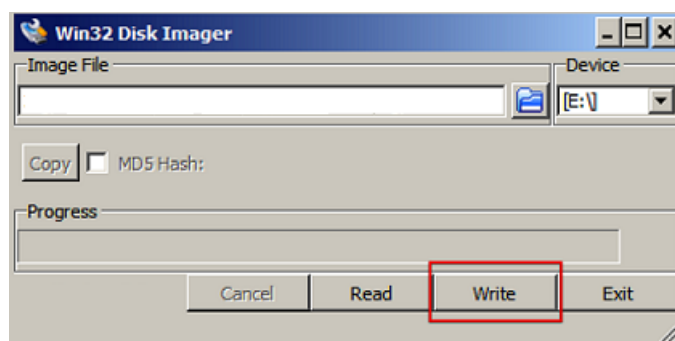 Win32 Disk Imager
Image File
Device
[E:\]
Copy
MD5 Hash:
Progress
Cancel Read Write Exit